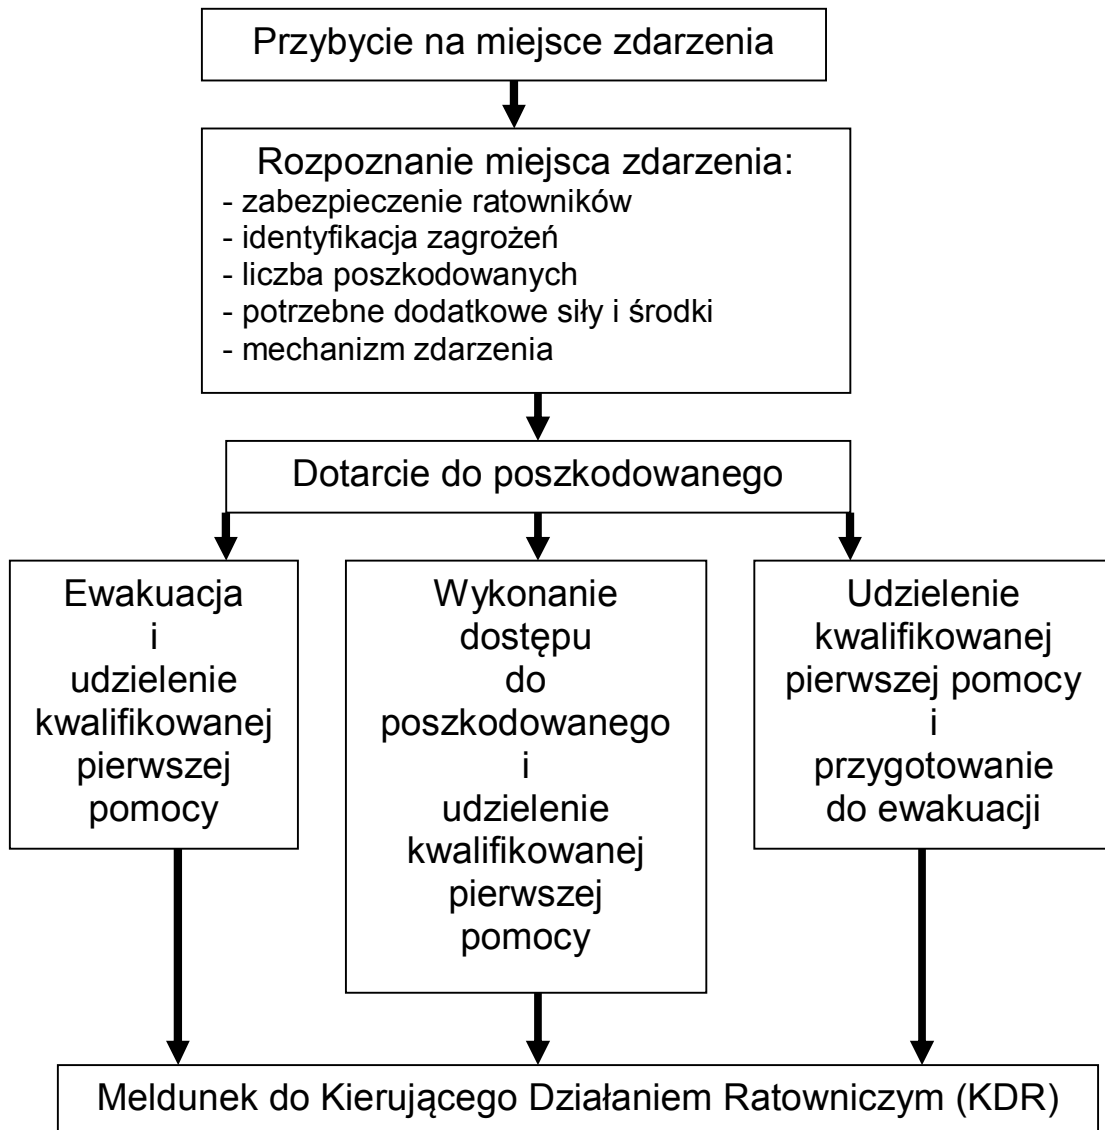 Przybycie na miejsce zdarzenia
Rozpoznanie miejsca zdarzenia:
- zabezpieczenie ratowników
- identyfikacja zagrożeń
- liczba poszkodowanych
- potrzebne dodatkowe siły i środki
- mechanizm zdarzenia
Dotarcie do poszkodowanego
Ewakuacja
i
udzielenie
kwalifikowanej
pierwszej
pomocy
Wykonanie
dostępu
do
poszkodowanego
i
udzielenie
kwalifikowanej
pierwszej
pomocy
Udzielenie
kwalifikowanej
pierwszej pomocy
i
przygotowanie
do ewakuacji
Meldunek do Kierującego Działaniem Ratowniczym (KDR)